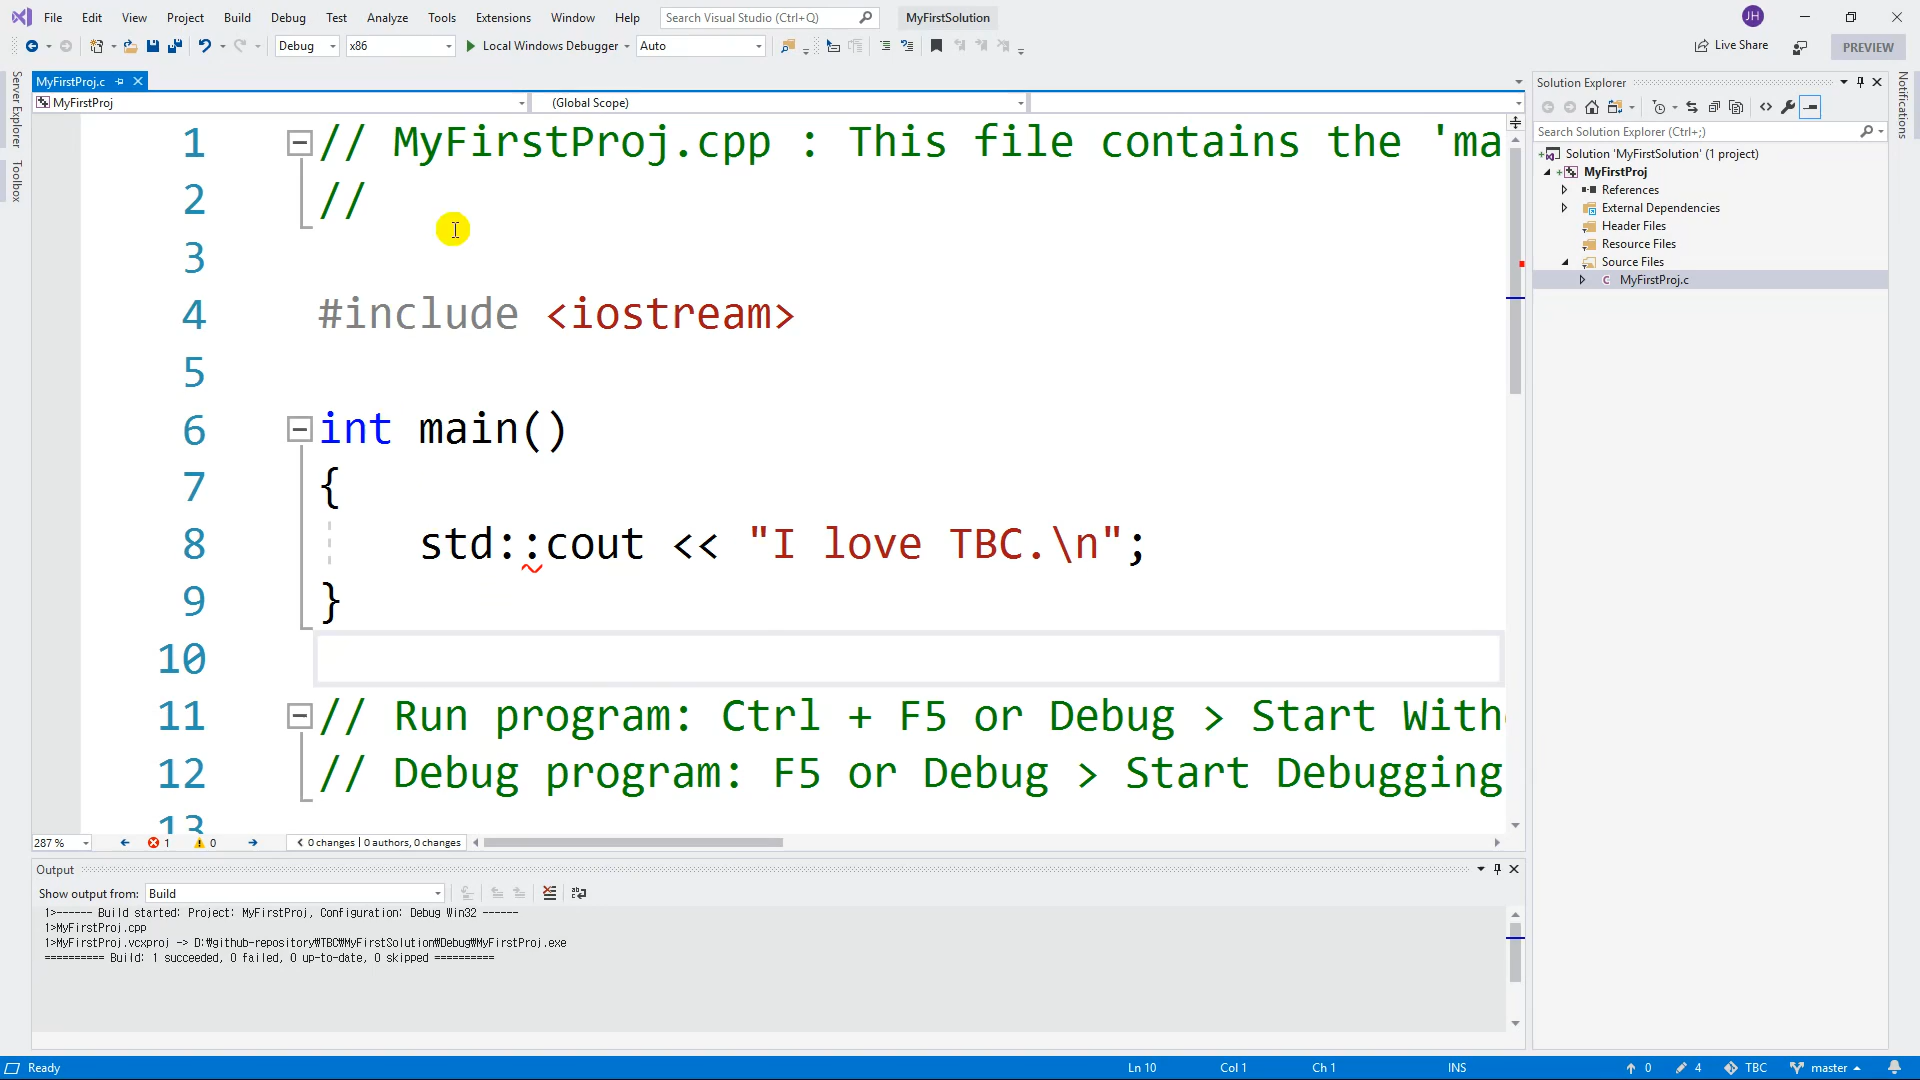 File Edit View Project Build Debug Test Analyze Tools Extensions Window Help Search Visual Studio (Ctrl+Q) MyFirstSolution JH
Debug x86 Local Windows Debugger Auto Live Share PREVIEW
Server Explorer
Toolbox
MyFirstProj.c
MyFirstProj (Global Scope)
1 // MyFirstProj.cpp : This file contains the 'ma
2 //
3
4 #include <iostream>
5
6 int main()
7 {
8 std::cout << "I love TBC.\n";
9 }
10
11 // Run program: Ctrl + F5 or Debug > Start With
12 // Debug program: F5 or Debug > Start Debugging
13
287 % 1 0 0 changes | 0 authors, 0 changes
Output
Show output from: Build
1>------ Build started: Project: MyFirstProj, Configuration: Debug Win32 ------
1>MyFirstProj.cpp
1>MyFirstProj.vcxproj -> D:₩github-repository₩TBC₩MyFirstSolution₩Debug₩MyFirstProj.exe
========== Build: 1 succeeded, 0 failed, 0 up-to-date, 0 skipped ==========
Solution Explorer
Search Solution Explorer (Ctrl+;)
Solution 'MyFirstSolution' (1 project)
MyFirstProj
References
External Dependencies
Header Files
Resource Files
Source Files
MyFirstProj.c
Notifications
Ready Ln 10 Col 1 Ch 1 INS 0 4 TBC master